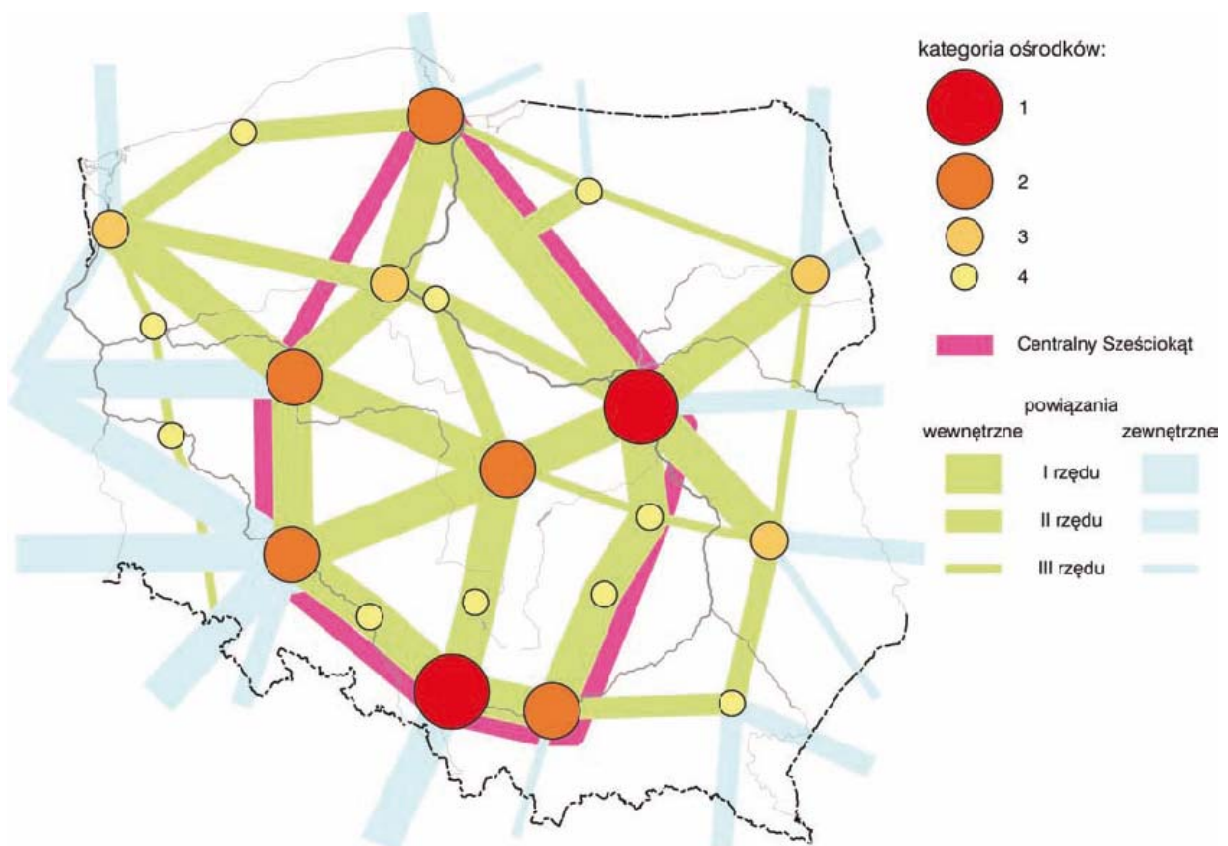 kategoria ośrodków:
1
2
3
4
Centralny Sześciokąt
powiązania
wewnętrzne zewnętrzne
I rzędu
II rzędu
III rzędu